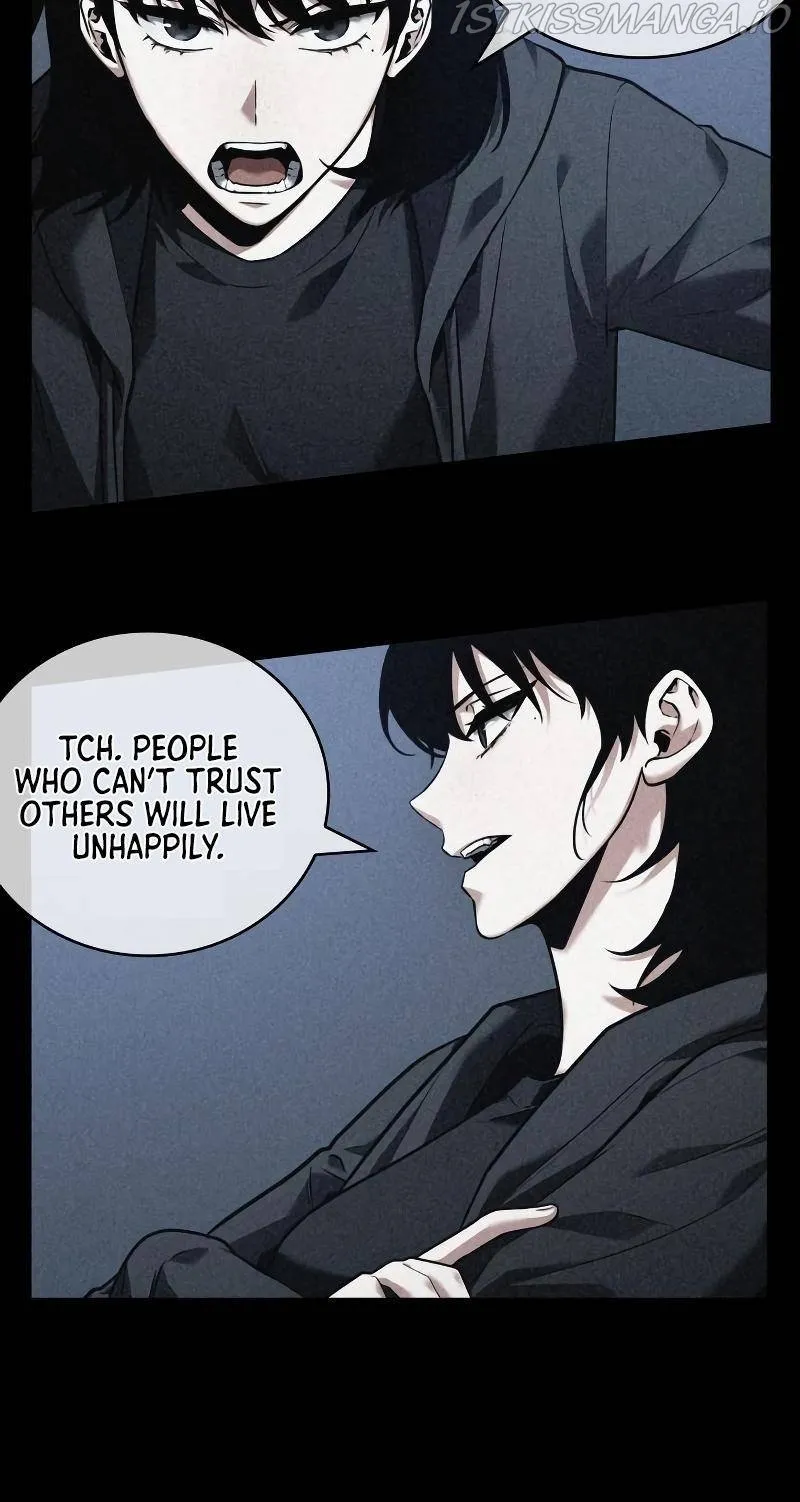 1STKISSMANGA.IO
TCH. PEOPLE
WHO CAN'T TRUST
OTHERS WILL LIVE
UNHAPPILY.